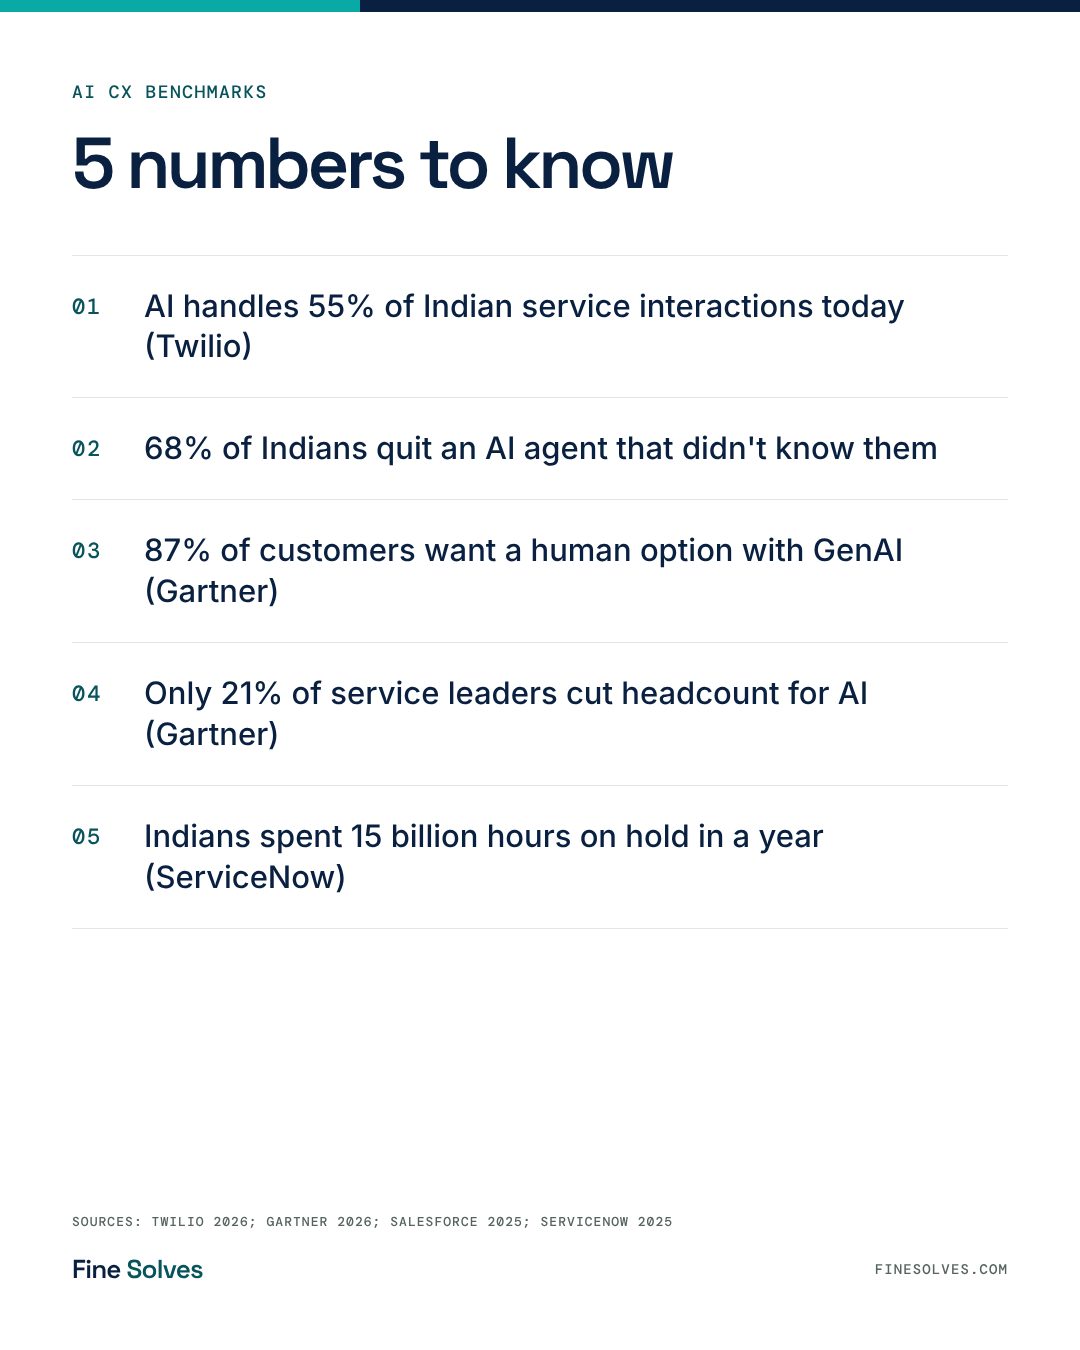 AI CX BENCHMARKS
5 numbers to know
01 AI handles 55% of Indian service interactions today
(Twilio)
02 68% of Indians quit an AI agent that didn't know them
03 87% of customers want a human option with GenAI
(Gartner)
04 Only 21% of service leaders cut headcount for AI
(Gartner)
05 Indians spent 15 billion hours on hold in a year
(ServiceNow)
SOURCES: TWILIO 2026; GARTNER 2026; SALESFORCE 2025; SERVICENOW 2025
Fine Solves
FINESOLVES.COM